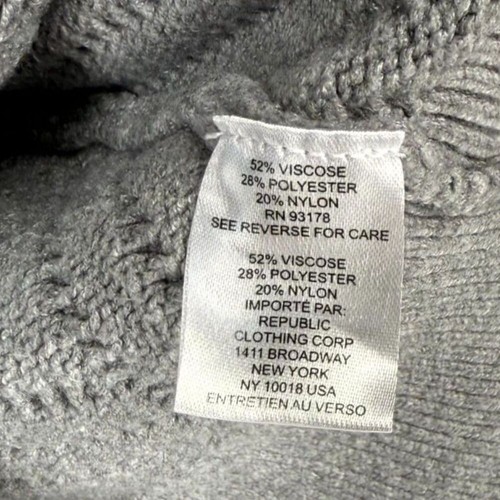 52% VISCOSE
28% POLYESTER
20% NYLON
RN 93178
SEE REVERSE FOR CARE
52% VISCOSE
28% POLYESTER
20% NYLON
IMPORTÉ PAR:
REPUBLIC
CLOTHING CORP
1411 BROADWAY
NEW YORK
NY 10018 USA
ENTRETIEN AU VERSO